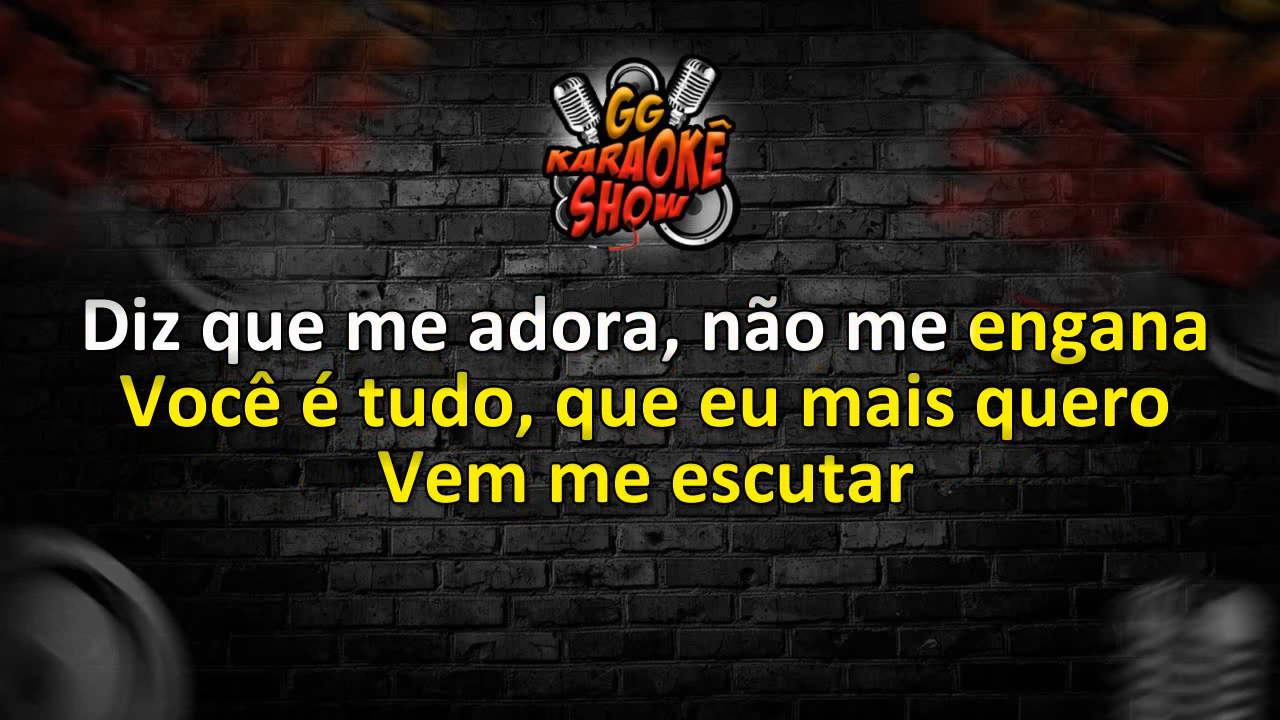 GG
KARAOKÊ
SHOW
Diz que me adora, não me engana
Você é tudo, que eu mais quero
Vem me escutar